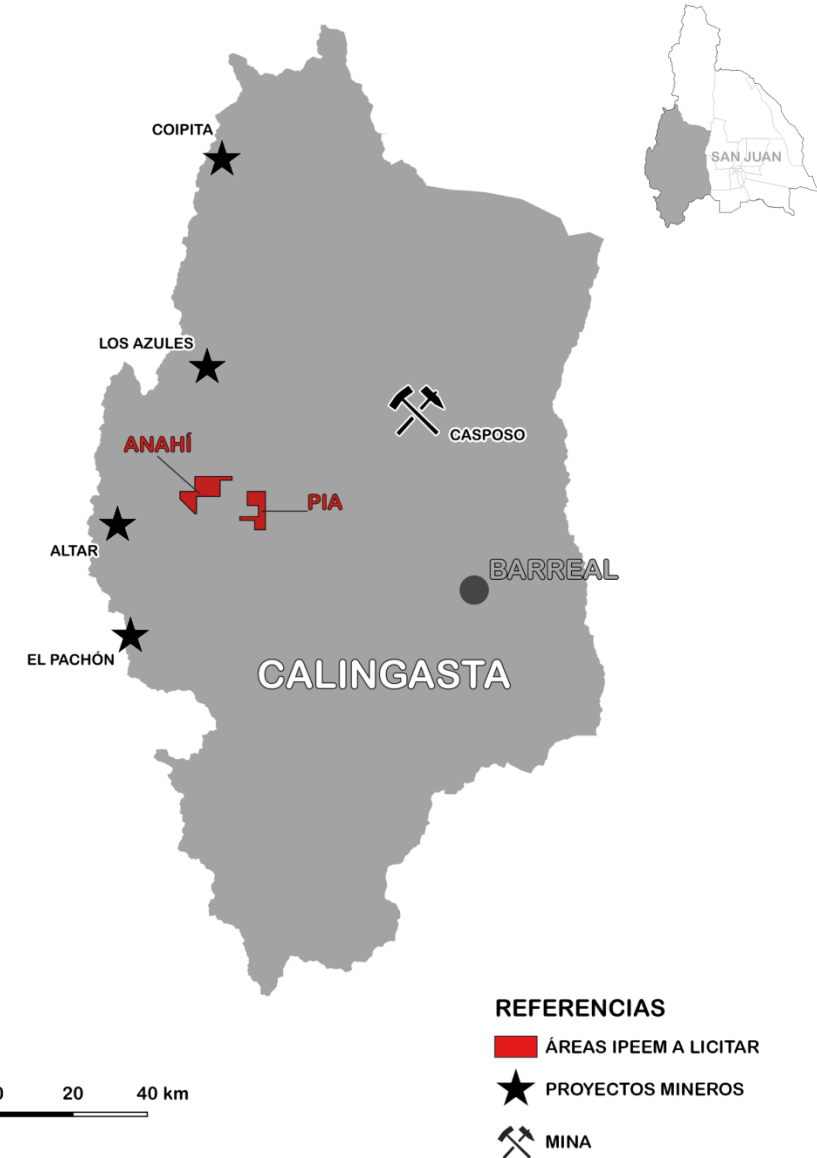 COIPITA
SAN JUAN
LOS AZULES
CASPOSO
ANAHÍ
PIA
ALTAR
BARREAL
EL PACHÓN
CALINGASTA
REFERENCIAS
ÁREAS IPEEM A LICITAR
0 20 40 km
PROYECTOS MINEROS
MINA